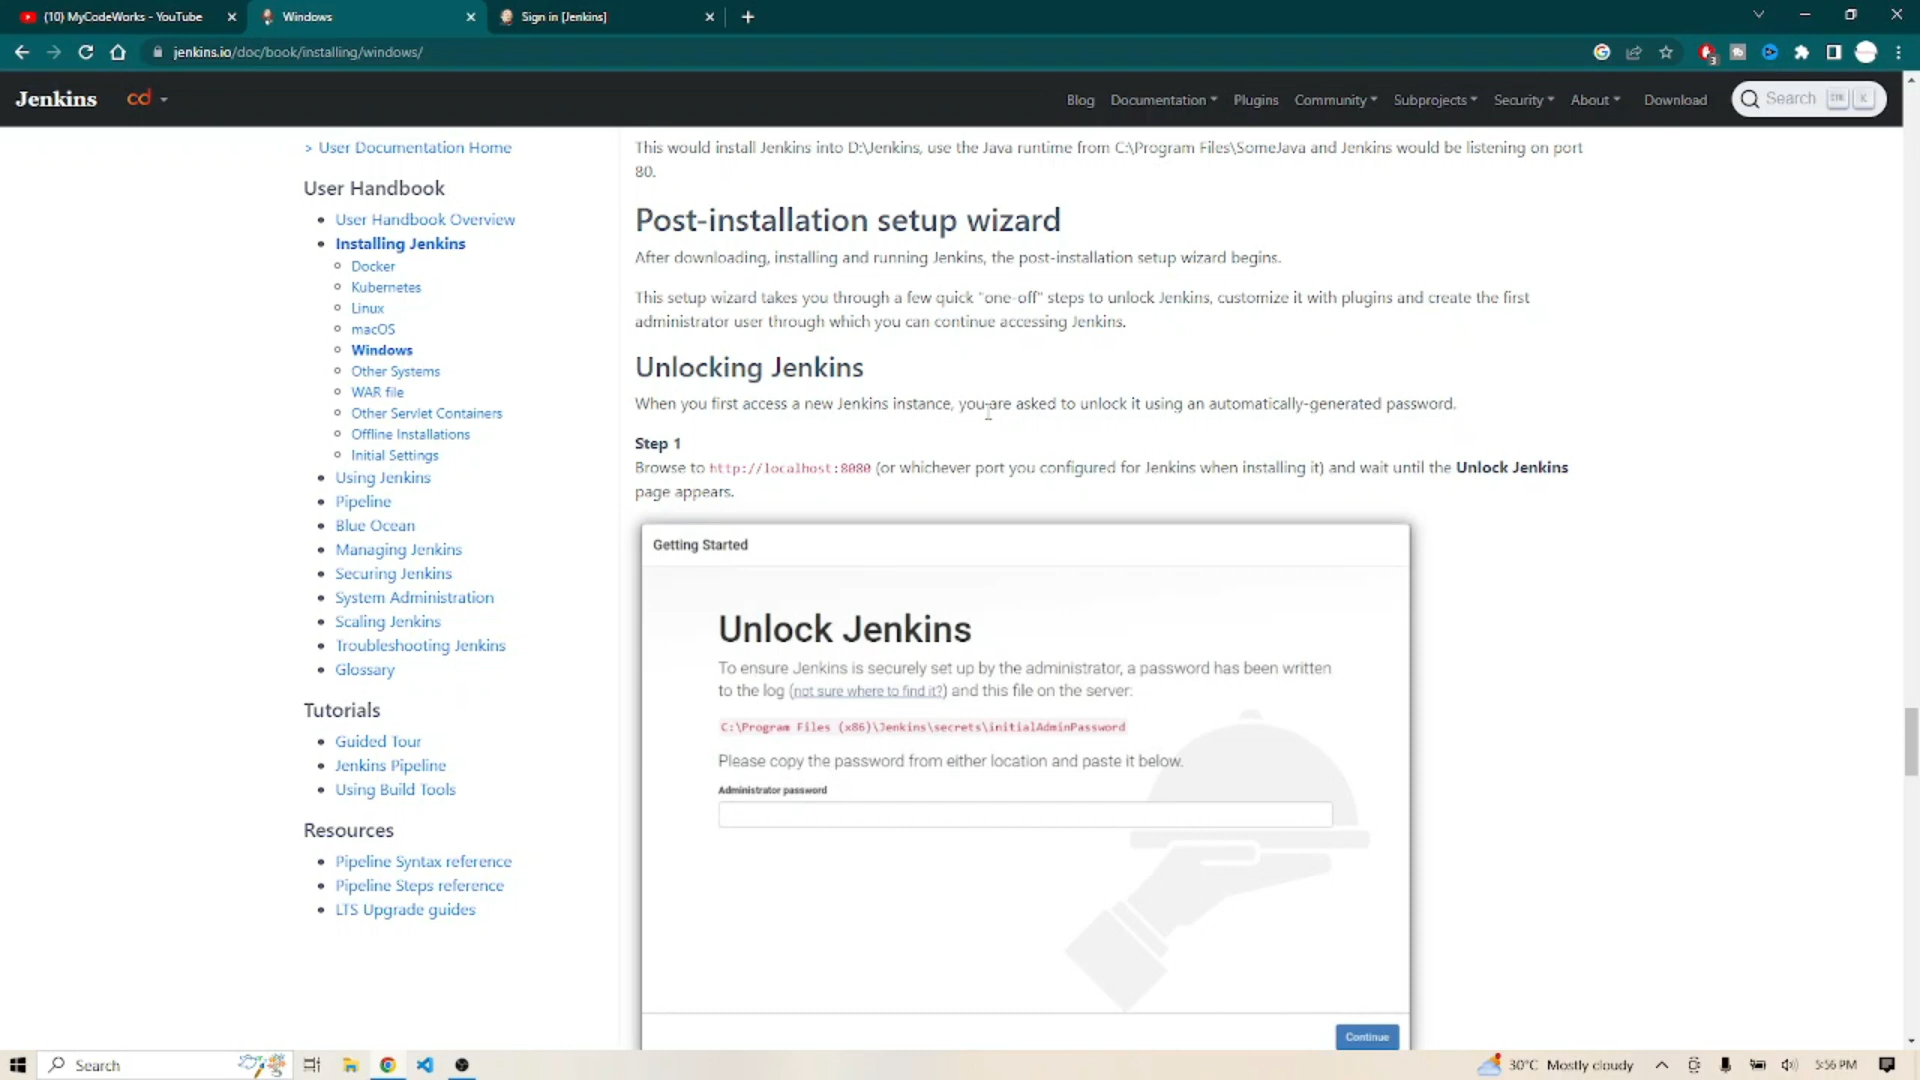 (10) MyCodeWorks - YouTube
Windows
Sign in [Jenkins]
jenkins.io/doc/book/installing/windows/
3
Jenkins
cd
Blog
Documentation
Plugins
Community
Subprojects
Security
About
Download
Search
K
> User Documentation Home
User Handbook
User Handbook Overview
Installing Jenkins
Docker
Kubernetes
Linux
macOS
Windows
Other Systems
WAR file
Other Servlet Containers
Offline Installations
Initial Settings
Using Jenkins
Pipeline
Blue Ocean
Managing Jenkins
Securing Jenkins
System Administration
Scaling Jenkins
Troubleshooting Jenkins
Glossary
Tutorials
Guided Tour
Jenkins Pipeline
Using Build Tools
Resources
Pipeline Syntax reference
Pipeline Steps reference
LTS Upgrade guides
This would install Jenkins into D:\Jenkins, use the Java runtime from C:\Program Files\SomeJava and Jenkins would be listening on port
80.
Post-installation setup wizard
After downloading, installing and running Jenkins, the post-installation setup wizard begins.
This setup wizard takes you through a few quick "one-off" steps to unlock Jenkins, customize it with plugins and create the first
administrator user through which you can continue accessing Jenkins.
Unlocking Jenkins
When you first access a new Jenkins instance, you are asked to unlock it using an automatically-generated password.
Step 1
Browse to http://localhost:8080 (or whichever port you configured for Jenkins when installing it) and wait until the Unlock Jenkins
page appears.
Getting Started
Unlock Jenkins
To ensure Jenkins is securely set up by the administrator, a password has been written
to the log (not sure where to find it?) and this file on the server:
C:\Program Files (x86)\Jenkins\secrets\initialAdminPassword
Please copy the password from either location and paste it below.
Administrator password
Continue
Search
30°C Mostly cloudy
5:56 PM